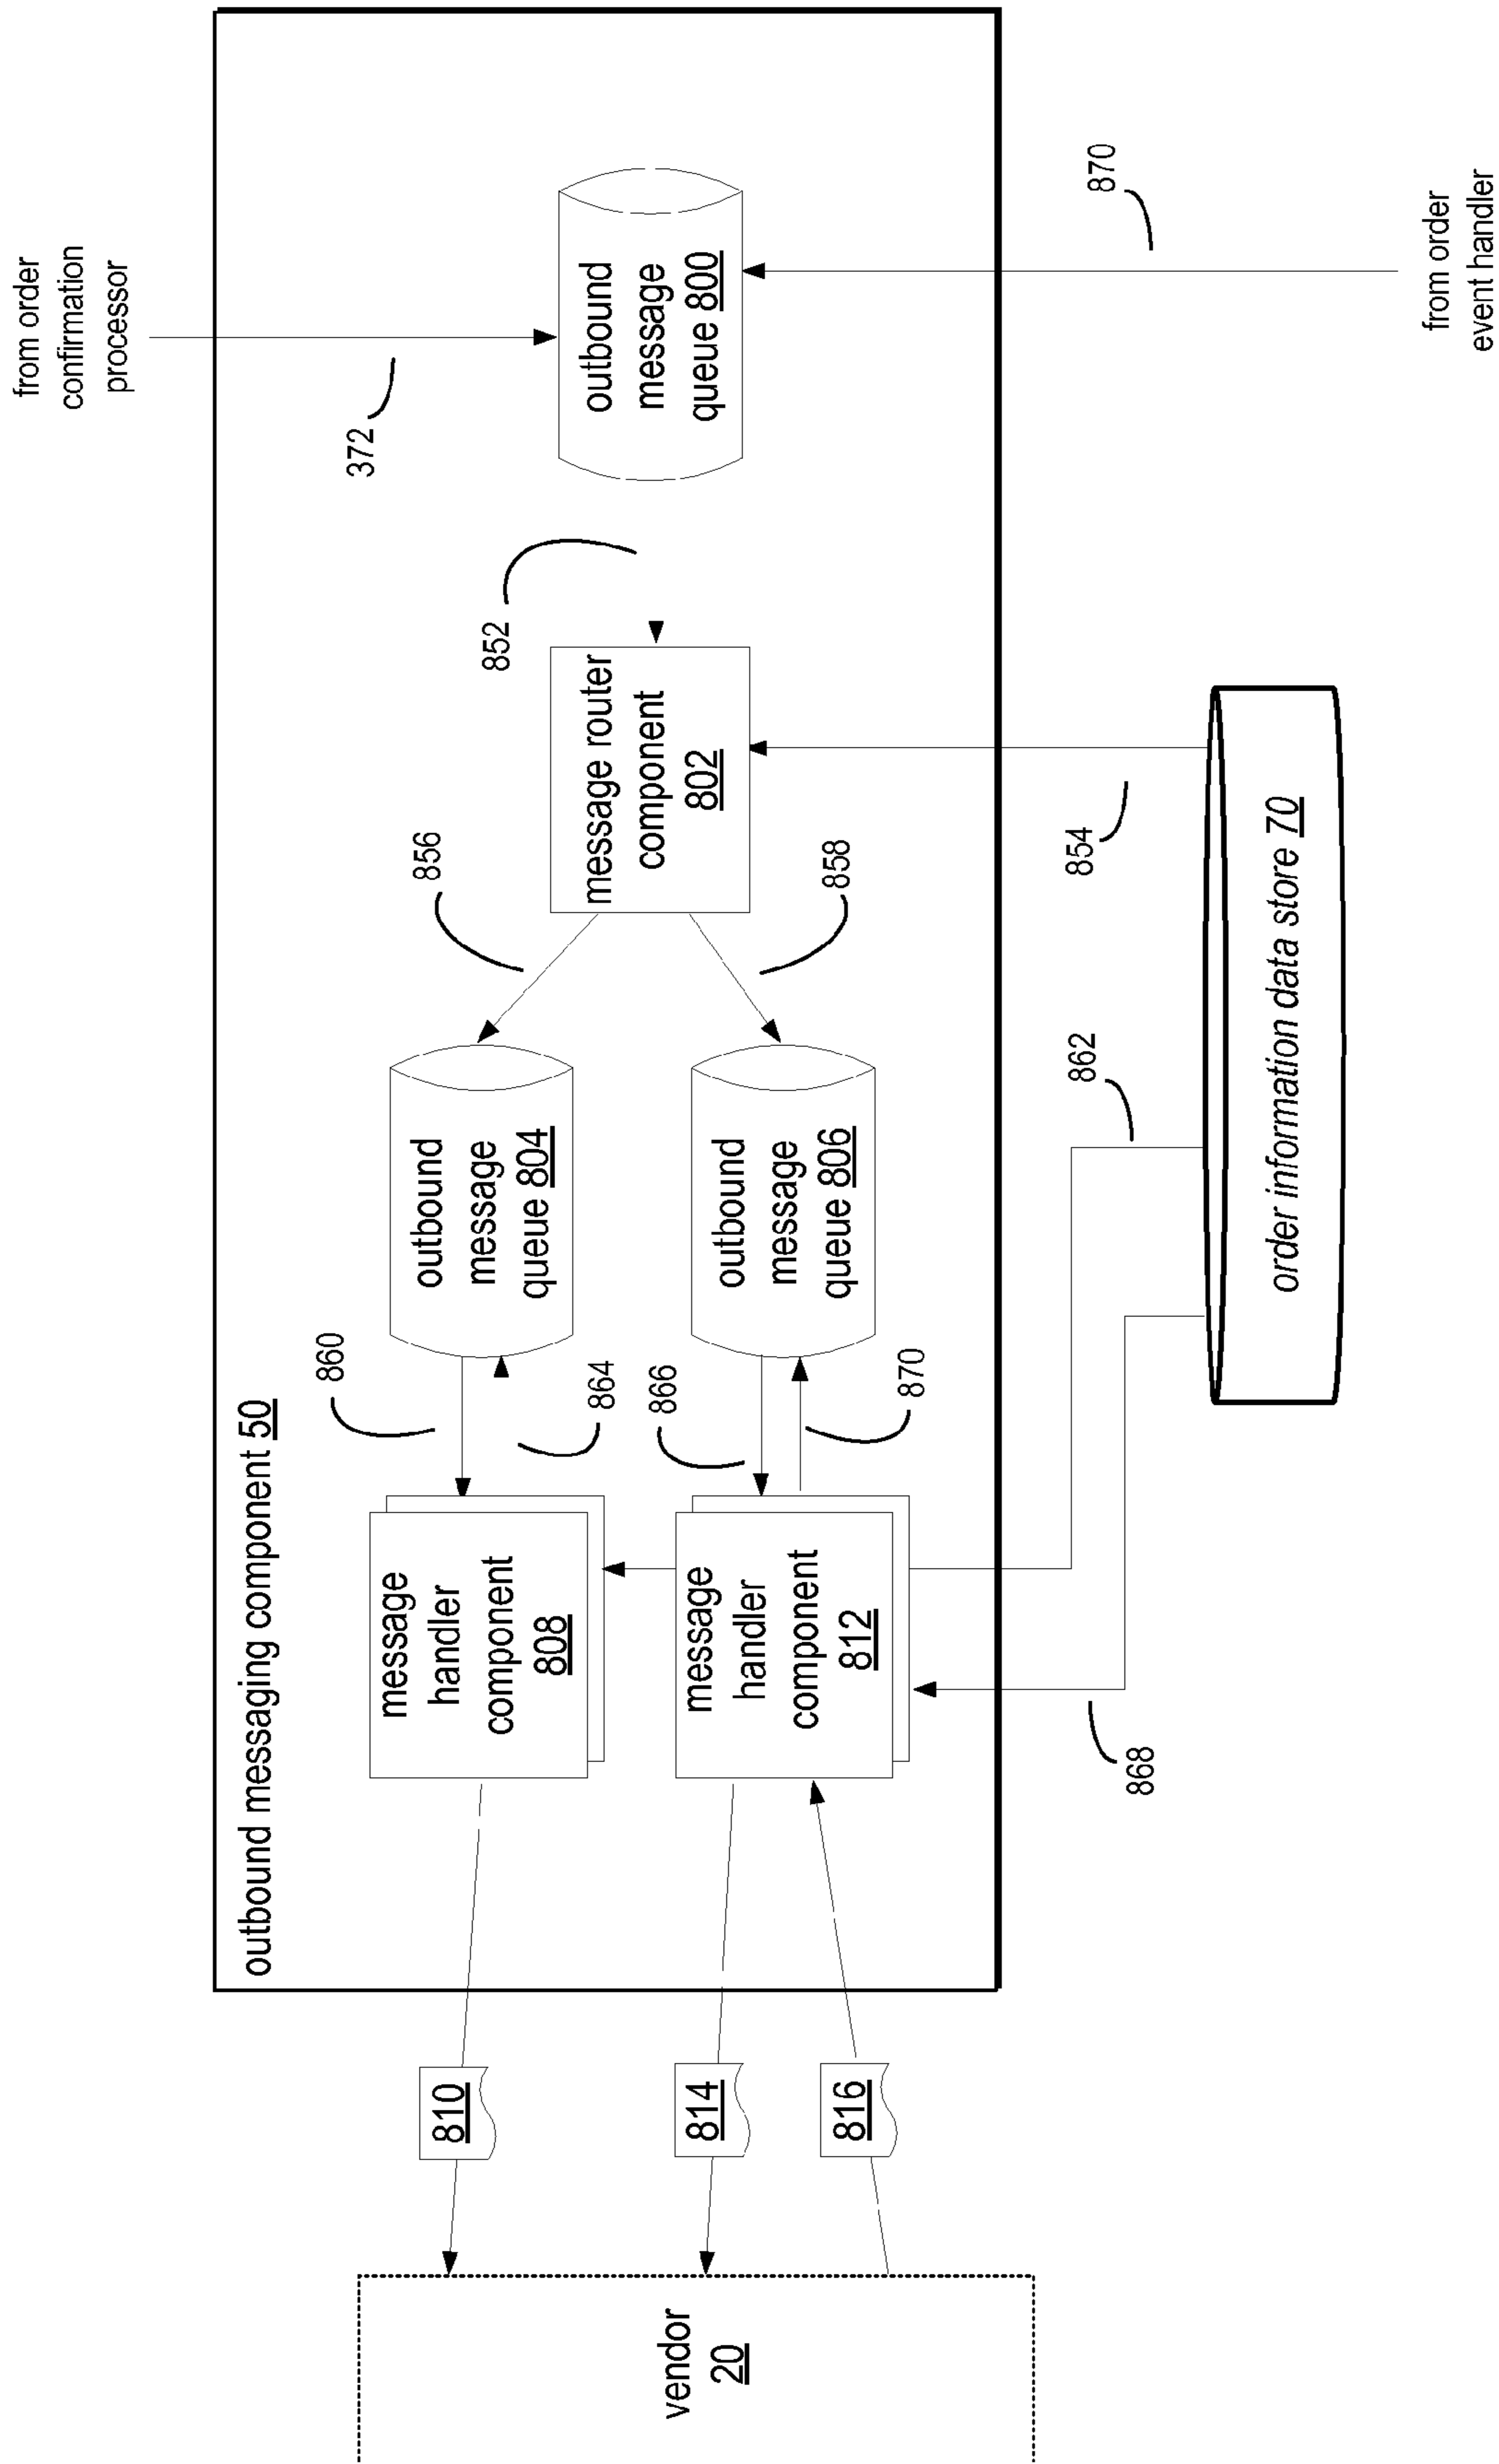 from order
confirmation
processor
372
outbound messaging component 50
outbound
message
queue 800
852
870
from order
event handler
message router
component
802
856
858
854
outbound
message
queue 804
outbound
message
queue 806
862
order information data store 70
860
864
866
870
message
handler
component
808
message
handler
component
812
868
810
814
816
vendor
20